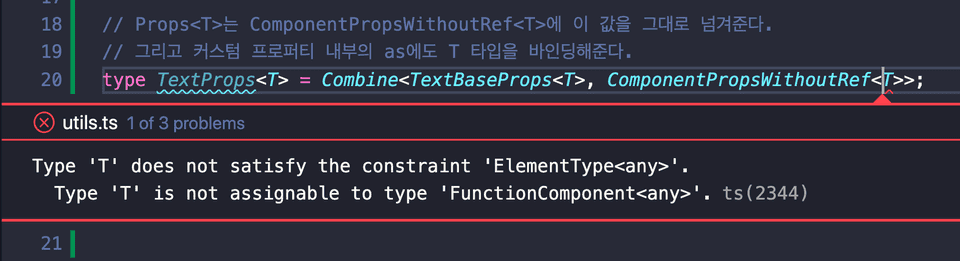 18 // Props<T>는 ComponentPropsWithoutRef<T>에 이 값을 그대로 넘겨준다.
19 // 그리고 커스텀 프로퍼티 내부의 as에도 T 타입을 바인딩해준다.
20 type TextProps<T> = Combine<TextBaseProps<T>, ComponentPropsWithoutRef<T>>;
utils.ts 1 of 3 problems
Type 'T' does not satisfy the constraint 'ElementType<any>'.
Type 'T' is not assignable to type 'FunctionComponent<any>'. ts(2344)
21